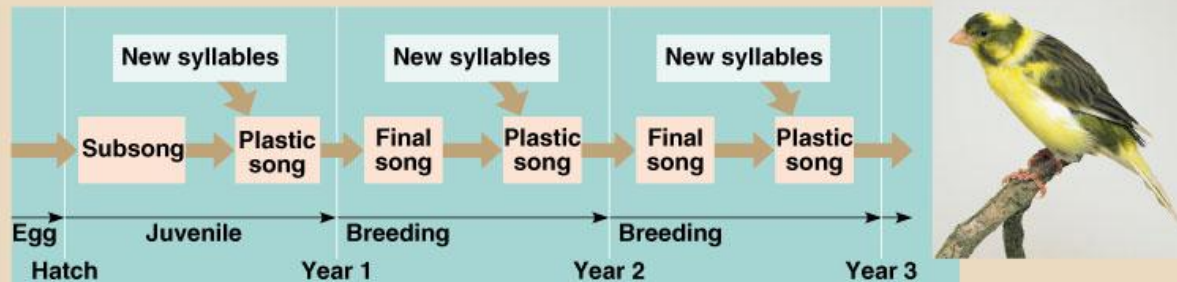 New syllables
New syllables
New syllables
Subsong
Plastic
song
Final
song
Plastic
song
Final
song
Plastic
song
Egg
Juvenile
Breeding
Breeding
Hatch
Year 1
Year 2
Year 3